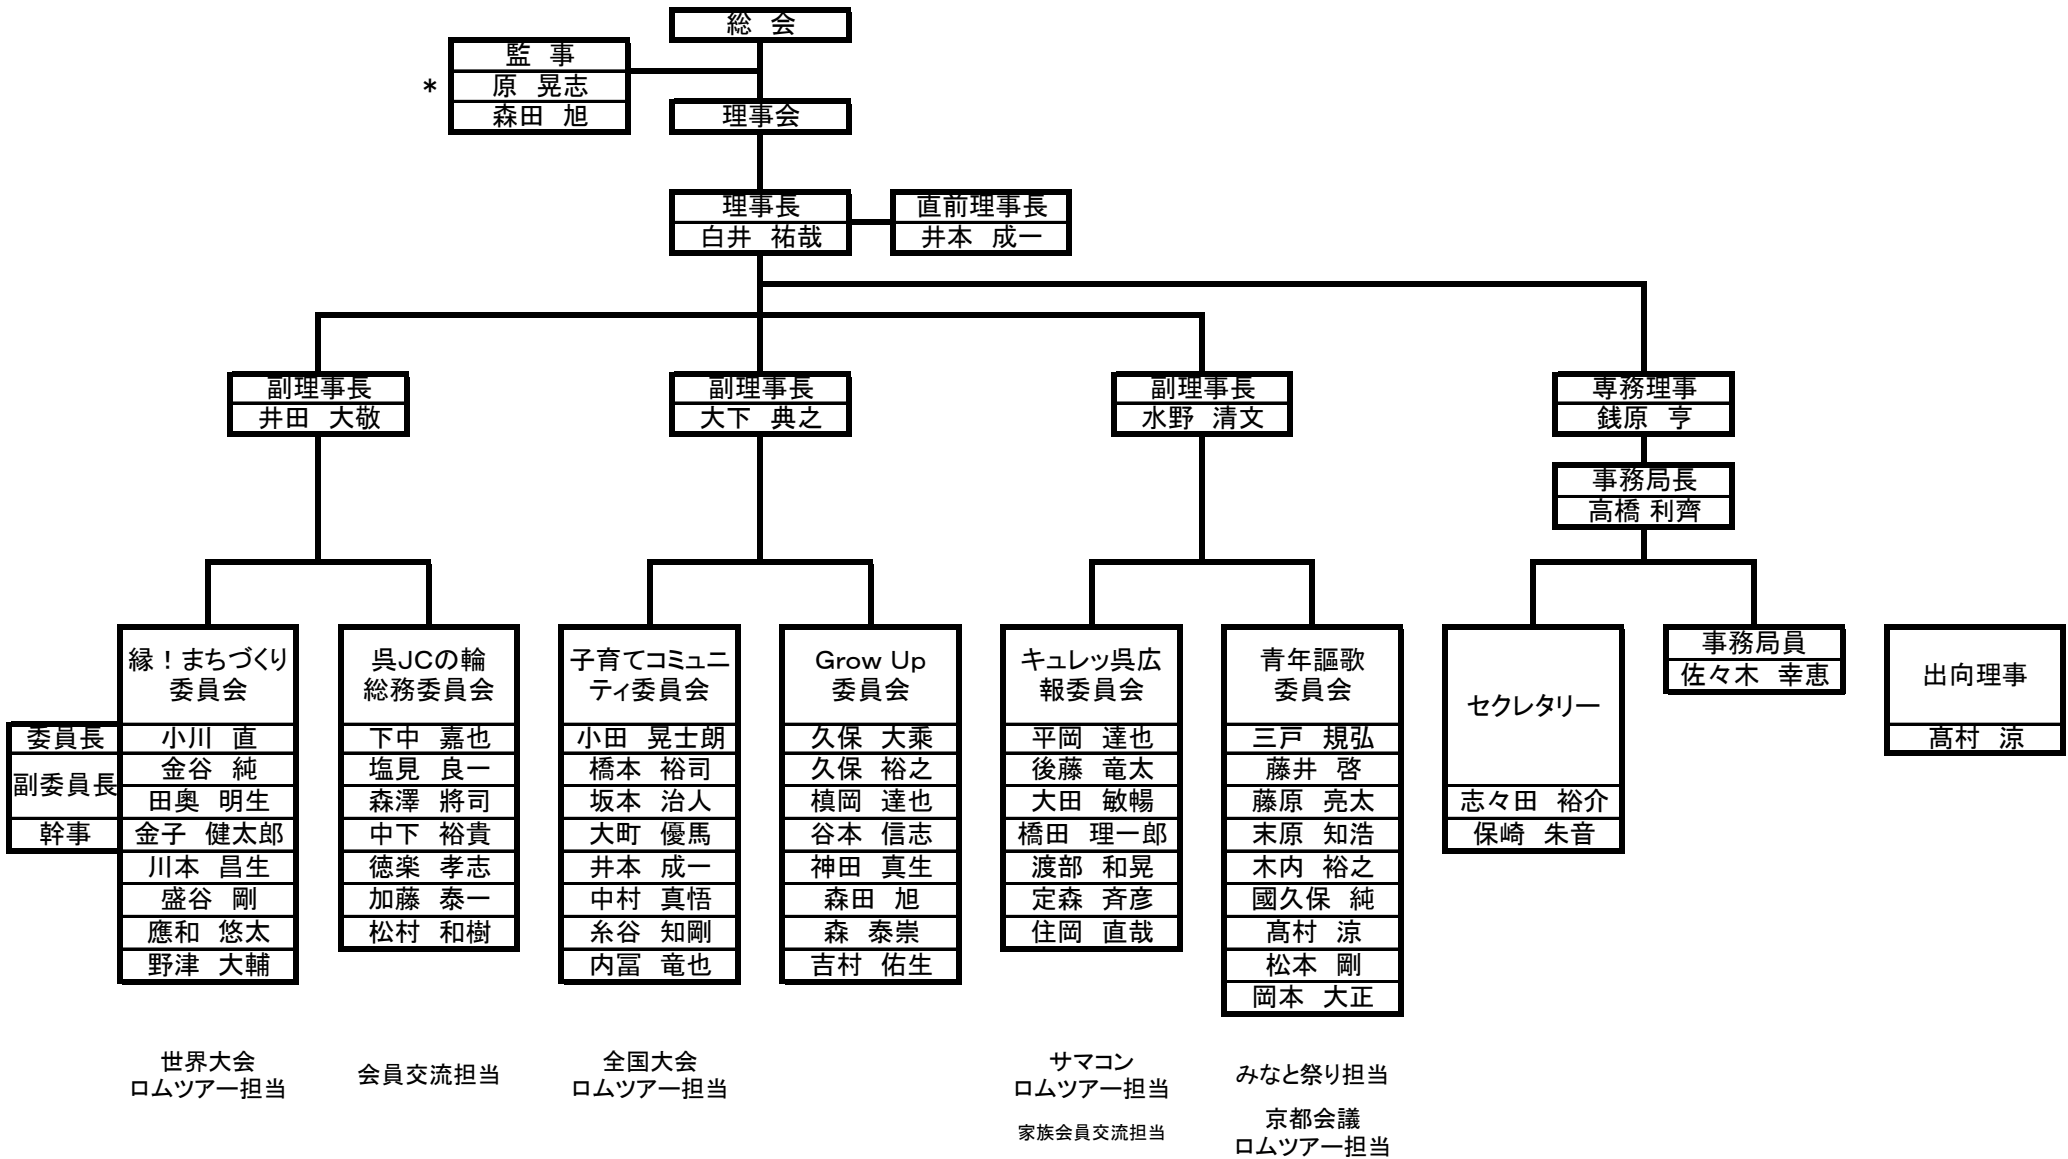 総 会
監 事
*
原 晃志
森田 旭
理事会
理事長
白井 祐哉
直前理事長
井本 成一
副理事長
井田 大敬
副理事長
大下 典之
副理事長
水野 清文
専務理事
銭原 亨
事務局長
高橋 利齊
縁!まちづくり
委員会
委員長
小川 直
副委員長
金谷 純
田奥 明生
幹事
金子 健太郎
川本 昌生
盛谷 剛
應和 悠太
野津 大輔
呉JCの輪
総務委員会
下中 嘉也
塩見 良一
森澤 將司
中下 裕貴
徳楽 孝志
加藤 泰一
松村 和樹
子育てコミュニ
ティ委員会
小田 晃士朗
橋本 裕司
坂本 治人
大町 優馬
井本 成一
中村 真悟
糸谷 知剛
内冨 竜也
Grow Up
委員会
久保 大乘
久保 裕之
槙岡 達也
谷本 信志
神田 真生
森田 旭
森 泰崇
吉村 佑生
キュレッ呉広
報委員会
平岡 達也
後藤 竜太
大田 敏暢
橋田 理一郎
渡部 和晃
定森 斉彦
住岡 直哉
青年謳歌
委員会
三戸 規弘
藤井 啓
藤原 亮太
末原 知浩
木内 裕之
國久保 純
髙村 涼
松本 剛
岡本 大正
セクレタリー
志々田 裕介
保崎 朱音
事務局員
佐々木 幸恵
出向理事
髙村 涼
世界大会
ロムツアー担当
会員交流担当
全国大会
ロムツアー担当
サマコン
ロムツアー担当
家族会員交流担当
みなと祭り担当
京都会議
ロムツアー担当